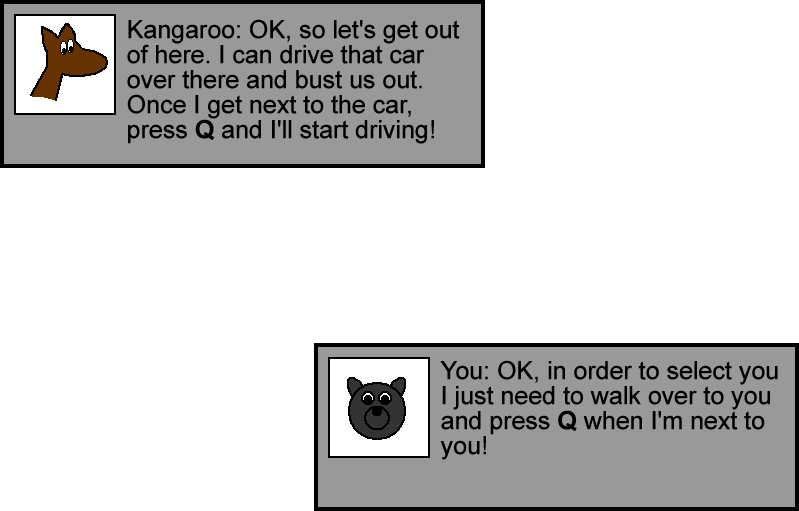 Kangaroo: OK, so let's get out
of here. I can drive that car
over there and bust us out.
Once I get next to the car,
press Q and I'll start driving!
You: OK, in order to select you
I just need to walk over to you
and press Q when I'm next to
you!